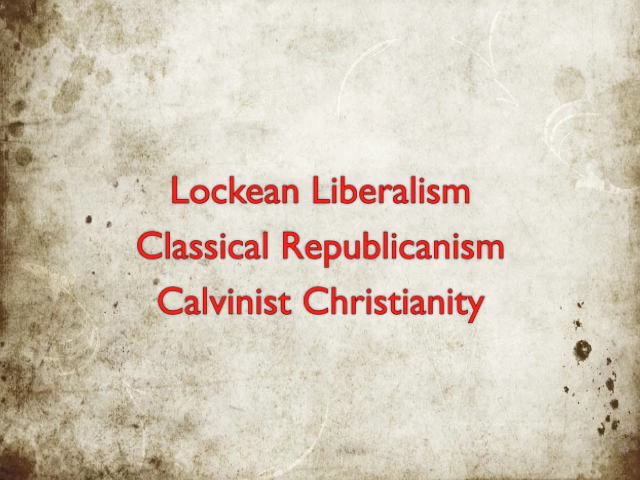 Lockean Liberalism
Classical Republicanism
Calvinist Christianity